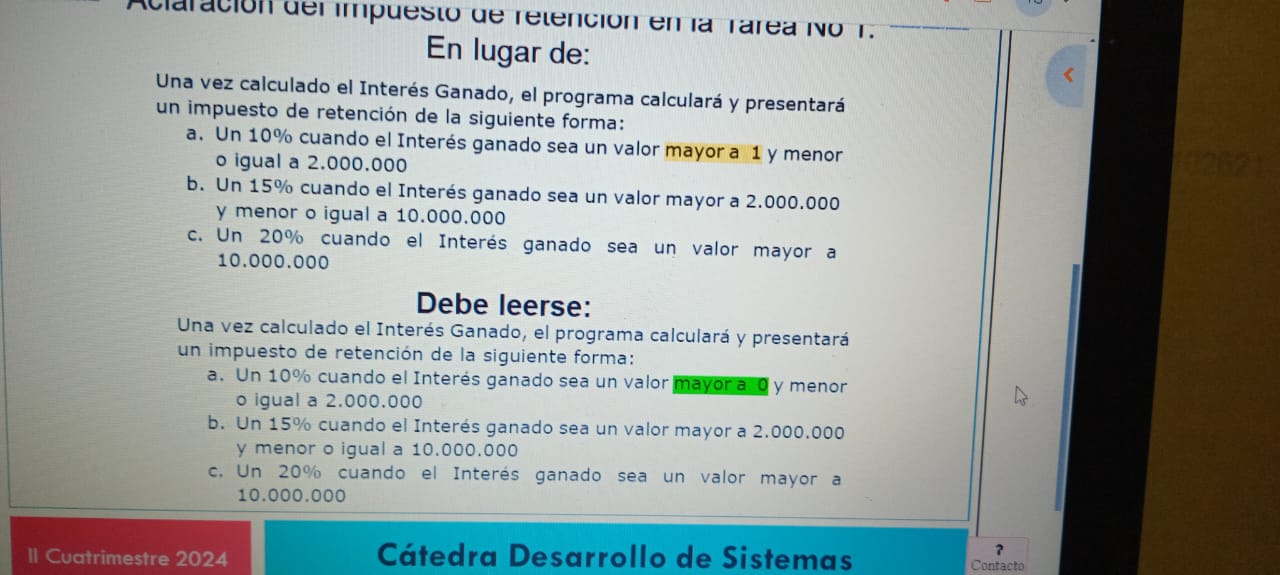 Aclaración del impuesto de retención en la Tarea No 1.
En lugar de:
Una vez calculado el Interés Ganado, el programa calculará y presentará
un impuesto de retención de la siguiente forma:
a. Un 10% cuando el Interés ganado sea un valor mayor a 1 y menor
o igual a 2.000.000
b. Un 15% cuando el Interés ganado sea un valor mayor a 2.000.000
y menor o igual a 10.000.000
c. Un 20% cuando el Interés ganado sea un valor mayor a
10.000.000
Debe leerse:
Una vez calculado el Interés Ganado, el programa calculará y presentará
un impuesto de retención de la siguiente forma:
a. Un 10% cuando el Interés ganado sea un valor mayor a 0 y menor
o igual a 2.000.000
b. Un 15% cuando el Interés ganado sea un valor mayor a 2.000.000
y menor o igual a 10.000.000
c. Un 20% cuando el Interés ganado sea un valor mayor a
10.000.000
II Cuatrimestre 2024
Cátedra Desarrollo de Sistemas
?
Contacto